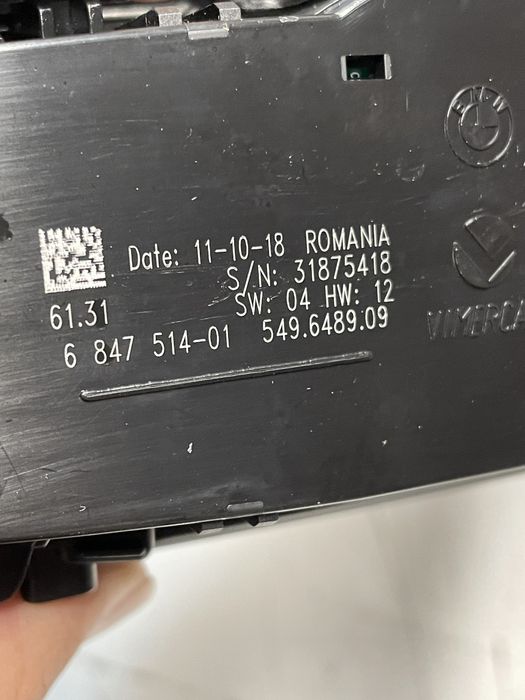 BMW
Date: 11-10-18 ROMANIA
S/N: 31875418
61.31 SW: 04 HW: 12
6 847 514-01 549.6489.09